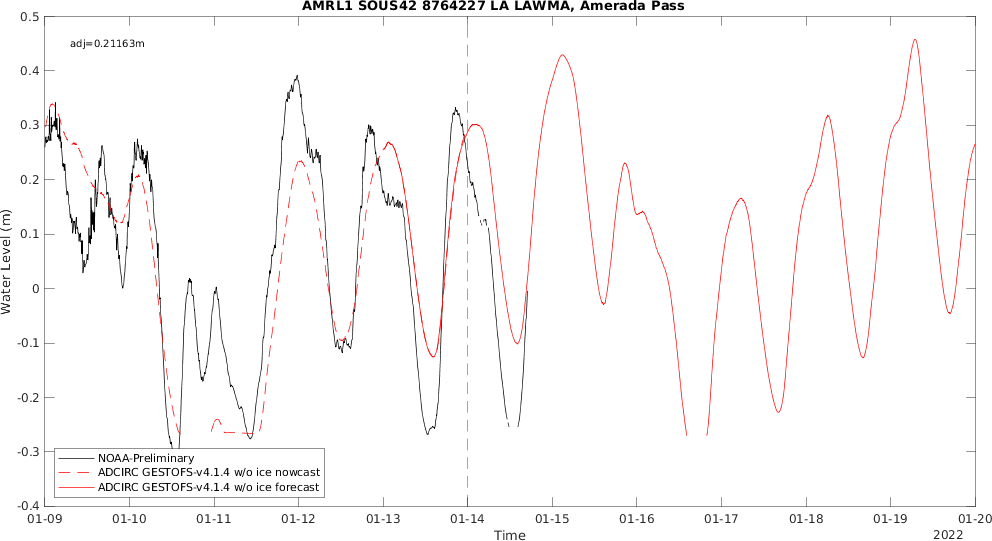 AMRL1 SOUS42 8764227 LA LAWMA, Amerada Pass
adj=0.21163m
0.5
0.4
0.3
0.2
0.1
0
-0.1
-0.2
-0.3
-0.4
Water Level (m)
NOAA-Preliminary
ADCIRC GESTOFS-v4.1.4 w/o ice nowcast
ADCIRC GESTOFS-v4.1.4 w/o ice forecast
01-09 01-10 01-11 01-12 01-13 01-14 01-15 01-16 01-17 01-18 01-19 01-20
Time
2022